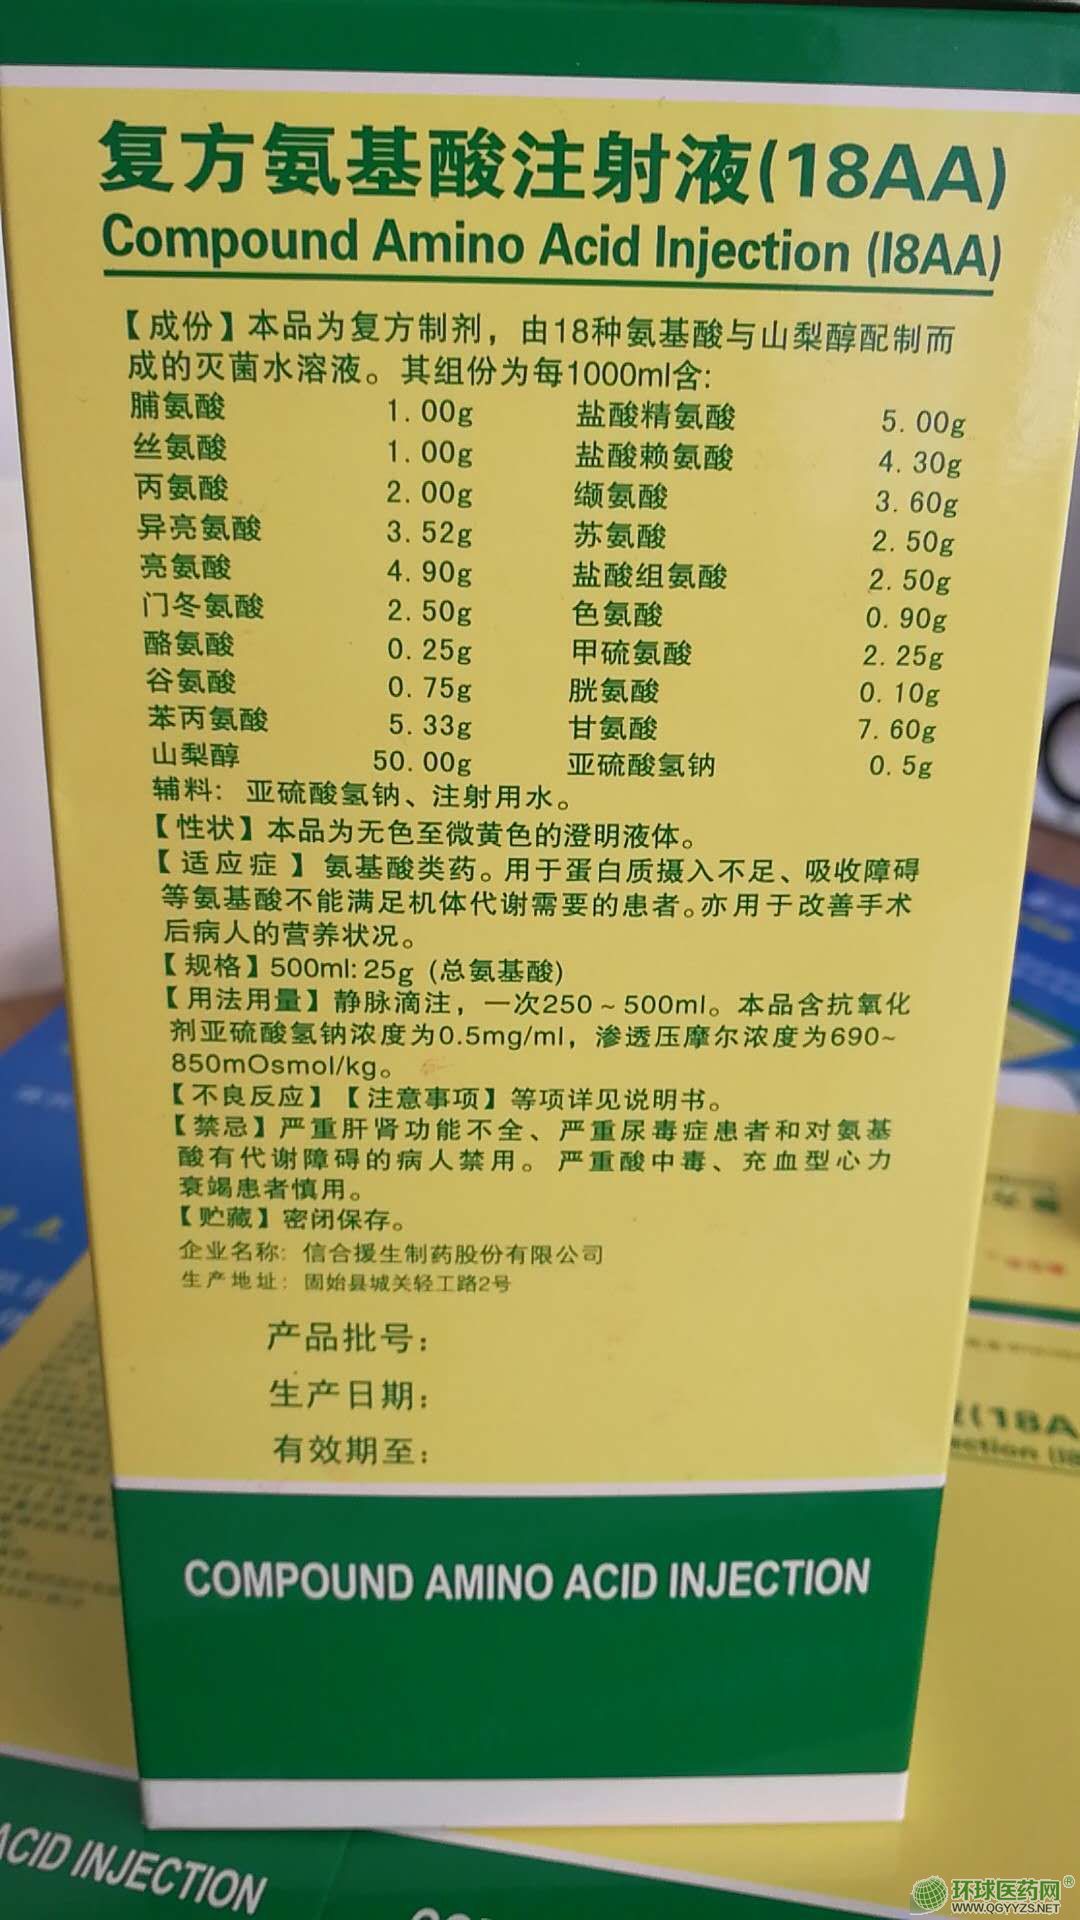 复方氨基酸注射液(18AA)
Compound Amino Acid Injection (I8AA)
【成份】本品为复方制剂，由18种氨基酸与山梨醇配制而
成的灭菌水溶液。其组份为每1000ml含:
脯氨酸 1.00g 盐酸精氨酸 5.00g
丝氨酸 1.00g 盐酸赖氨酸 4.30g
丙氨酸 2.00g 缬氨酸 3.60g
异亮氨酸 3.52g 苏氨酸 2.50g
亮氨酸 4.90g 盐酸组氨酸 2.50g
门冬氨酸 2.50g 色氨酸 0.90g
酪氨酸 0.25g 甲硫氨酸 2.25g
谷氨酸 0.75g 胱氨酸 0.10g
苯丙氨酸 5.33g 甘氨酸 7.60g
山梨醇 50.00g 亚硫酸氢钠 0.5g
辅料：亚硫酸氢钠、注射用水。
【性状】本品为无色至微黄色的澄明液体。
【适应症】氨基酸类药。用于蛋白质摄入不足、吸收障碍
等氨基酸不能满足机体代谢需要的患者。亦用于改善手术
后病人的营养状况。
【规格】500ml: 25g (总氨基酸)
【用法用量】静脉滴注，一次250～500ml。本品含抗氧化
剂亚硫酸氢钠浓度为0.5mg/ml，渗透压摩尔浓度为690~
850mOsmol/kg。
【不良反应】【注意事项】等项详见说明书。
【禁忌】严重肝肾功能不全、严重尿毒症患者和对氨基
酸有代谢障碍的病人禁用。严重酸中毒、充血型心力
衰竭患者慎用。
【贮藏】密闭保存。
企业名称：信合援生制药股份有限公司
生产地址：固始县城关轻工路2号
产品批号：
生产日期：
有效期至：
COMPOUND AMINO ACID INJECTION
ACID INJECTION
(18A
环球医药网®
WWW.QGYYZS.NET